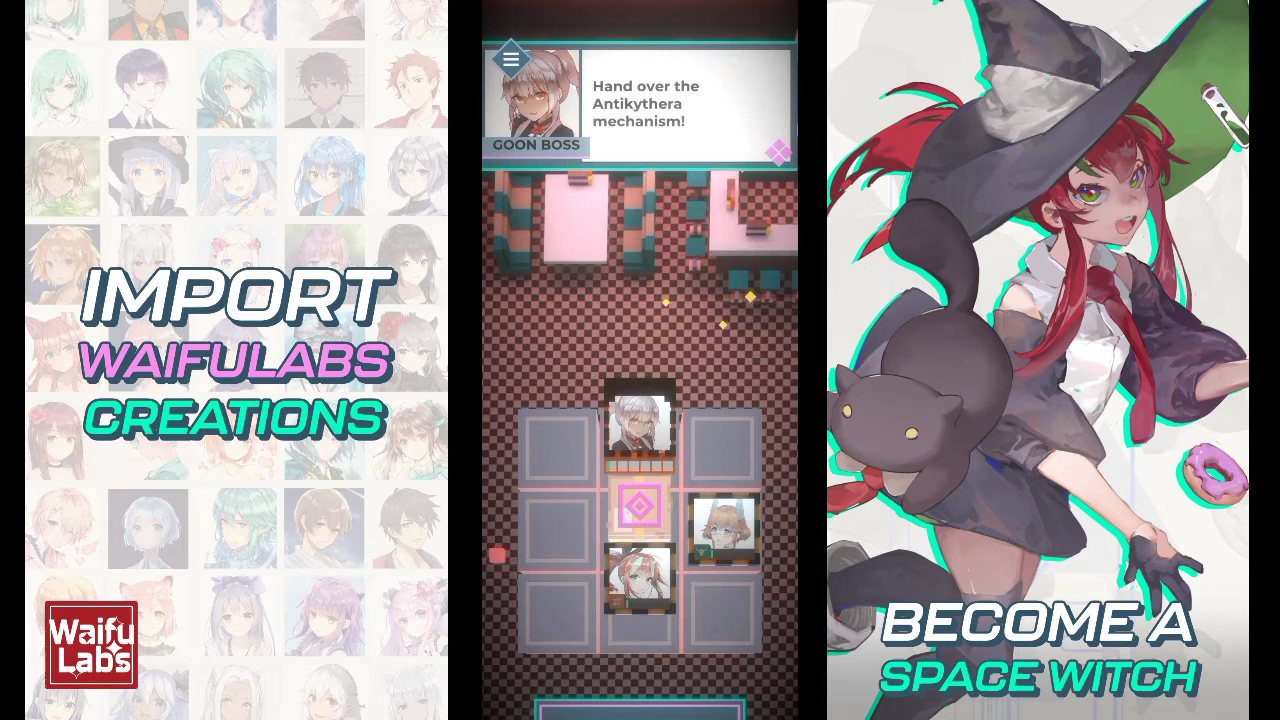 IMPORT
WAIFULABS
CREATIONS
Waifu
Labs
Hand over the
Antikythera
mechanism!
GOON BOSS
BECOME A
SPACE WITCH